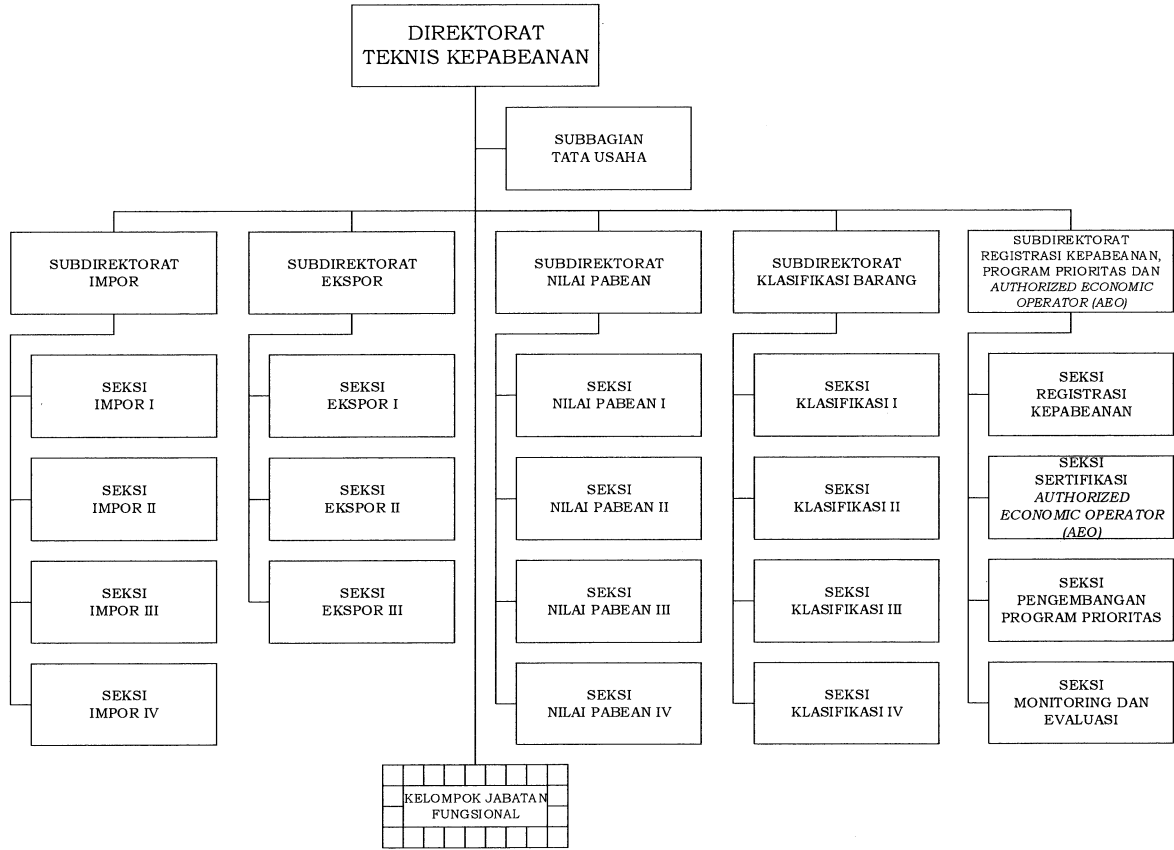 DIREKTORAT
TEKNIS KEPABEANAN
SUBBAGIAN
TATA USAHA
SUBDIREKTORAT
IMPOR
SUBDIREKTORAT
EKSPOR
SUBDIREKTORAT
NILAI PABEAN
SUBDIREKTORAT
KLASIFIKASI BARANG
SUBDIREKTORAT
REGISTRASI KEPABEANAN,
PROGRAM PRIORITAS DAN
AUTHORIZED ECONOMIC
OPERATOR (AEO)
SEKSI
IMPOR I
SEKSI
EKSPOR I
SEKSI
NILAI PABEAN I
SEKSI
KLASIFIKASI I
SEKSI
REGISTRASI
KEPABEANAN
SEKSI
IMPOR II
SEKSI
EKSPOR II
SEKSI
NILAI PABEAN II
SEKSI
KLASIFIKASI II
SEKSI
SERTIFIKASI
AUTHORIZED
ECONOMIC OPERATOR
(AEO)
SEKSI
IMPOR III
SEKSI
EKSPOR III
SEKSI
NILAI PABEAN III
SEKSI
KLASIFIKASI III
SEKSI
PENGEMBANGAN
PROGRAM PRIORITAS
SEKSI
IMPOR IV
SEKSI
NILAI PABEAN IV
SEKSI
KLASIFIKASI IV
SEKSI
MONITORING DAN
EVALUASI
KELOMPOK JABATAN
FUNGSIONAL